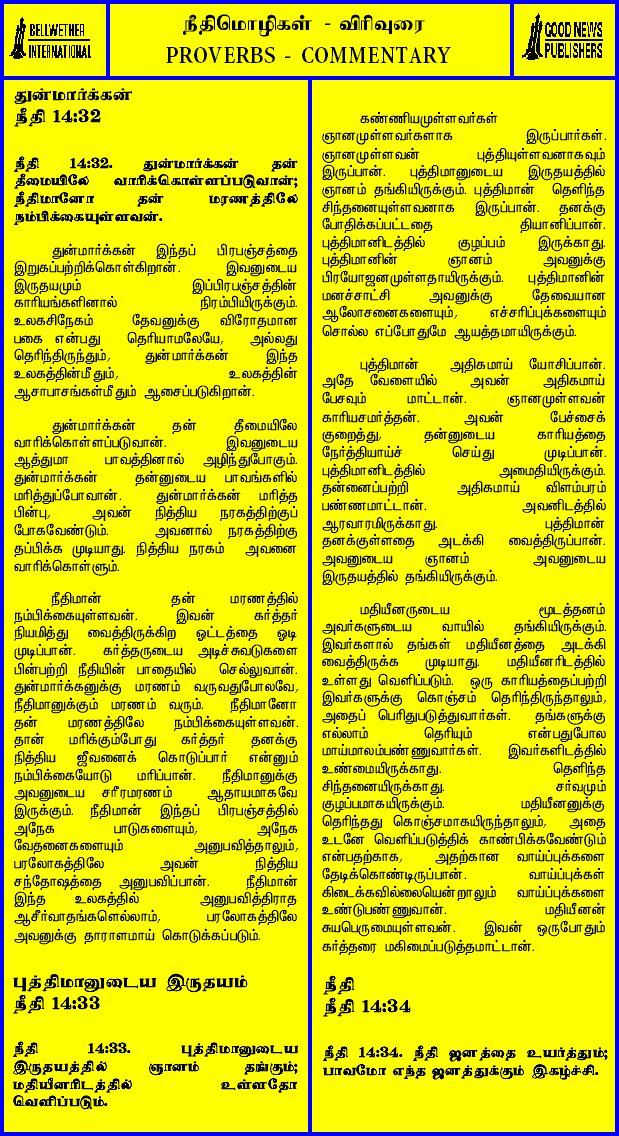 BELLWETHER
INTERNATIONAL
நீதிமொழிகள் - விரிவுரை
PROVERBS - COMMENTARY
GOOD NEWS
PUBLISHERS
துன்மார்க்கன்
நீதி 14:32
நீதி 14:32. துன்மார்க்கன் தன்
தீமையிலே வாரிக்கொள்ளப்படுவான்;
நீதிமானோ தன் மரணத்திலே
நம்பிக்கையுள்ளவன்.
துன்மார்க்கன் இந்தப் பிரபஞ்சத்தை
இறுகப்பற்றிக்கொள்கிறான். இவனுடைய
இருதயமும் இப்பிரபஞ்சத்தின்
காரியங்களினால் நிரம்பியிருக்கும்.
உலகசிநேகம் தேவனுக்கு விரோதமான
பகை என்பது தெரியாமலேயே, அல்லது
தெரிந்திருந்தும், துன்மார்க்கன் இந்த
உலகத்தின்மீதும், உலகத்தின்
ஆசாபாசங்கள்மீதும் ஆசைப்படுகிறான்.
துன்மார்க்கன் தன் தீமையிலே
வாரிக்கொள்ளப்படுவான். இவனுடைய
ஆத்துமா பாவத்தினால் அழிந்துபோகும்.
துன்மார்க்கன் தன்னுடைய பாவங்களில்
மரித்துப்போவான். துன்மார்க்கன் மரித்த
பின்பு, அவன் நித்திய நரகத்திற்குப்
போகவேண்டும். அவனால் நரகத்திற்கு
தப்பிக்க முடியாது. நித்திய நரகம் அவனை
வாரிக்கொள்ளும்.
நீதிமான் தன் மரணத்தில்
நம்பிக்கையுள்ளவன். இவன் கர்த்தர்
நியமித்து வைத்திருக்கிற ஓட்டத்தை ஓடி
முடிப்பான். கர்த்தருடைய அடிச்சுவடுகளை
பின்பற்றி நீதியின் பாதையில் செல்லுவான்.
துன்மார்க்கனுக்கு மரணம் வருவதுபோலவே,
நீதிமானுக்கும் மரணம் வரும். நீதிமானோ
தன் மரணத்திலே நம்பிக்கையுள்ளவன்.
தான் மரிக்கும்போது கர்த்தர் தனக்கு
நித்திய ஜீவனைக் கொடுப்பார் என்னும்
நம்பிக்கையோடு மரிப்பான். நீதிமானுக்கு
அவனுடைய சரீரமரணம் ஆதாயமாகவே
இருக்கும். நீதிமான் இந்தப் பிரபஞ்சத்தில்
அநேக பாடுகளையும், அநேக
வேதனைகளையும் அனுபவித்தாலும்,
பரலோகத்திலே அவன் நித்திய
சந்தோஷத்தை அனுபவிப்பான். நீதிமான்
இந்த உலகத்தில் அனுபவித்திராத
ஆசீர்வாதங்களெல்லாம், பரலோகத்திலே
அவனுக்கு தாராளமாய் கொடுக்கப்படும்.
புத்திமானுடைய இருதயம்
நீதி 14:33
நீதி 14:33. புத்திமானுடைய
இருதயத்தில் ஞானம் தங்கும்;
மதியீனரிடத்தில் உள்ளதோ
வெளிப்படும்.
கண்ணியமுள்ளவர்கள்
ஞானமுள்ளவர்களாக இருப்பார்கள்.
ஞானமுள்ளவன் புத்தியுள்ளவனாகவும்
இருப்பான். புத்திமானுடைய இருதயத்தில்
ஞானம் தங்கியிருக்கும். புத்திமான் தெளிந்த
சிந்தனையுள்ளவனாக இருப்பான். தனக்கு
போதிக்கப்பட்டதை தியானிப்பான்.
புத்திமானிடத்தில் குழப்பம் இருக்காது.
புத்திமானின் ஞானம் அவனுக்கு
பிரயோஜனமுள்ளதாயிருக்கும். புத்திமானின்
மனச்சாட்சி அவனுக்கு தேவையான
ஆலோசனைகளையும், எச்சரிப்புக்களையும்
சொல்ல எப்போதுமே ஆயத்தமாயிருக்கும்.
புத்திமான் அதிகமாய் யோசிப்பான்.
அதே வேளையில் அவன் அதிகமாய்
பேசவும் மாட்டான். ஞானமுள்ளவன்
காரியசமர்த்தன். அவன் பேச்சைக்
குறைத்து, தன்னுடைய காரியத்தை
நேர்த்தியாய்ச் செய்து முடிப்பான்.
புத்திமானிடத்தில் அமைதியிருக்கும்.
தன்னைப்பற்றி அதிகமாய் விளம்பரம்
பண்ணமாட்டான். அவனிடத்தில்
ஆரவாரமிருக்காது. புத்திமான்
தனக்குள்ளதை அடக்கி வைத்திருப்பான்.
அவனுடைய ஞானம் அவனுடைய
இருதயத்தில் தங்கியிருக்கும்.
மதியீனருடைய மூடத்தனம்
அவர்களுடைய வாயில் தங்கியிருக்கும்.
இவர்களால் தங்கள் மதியீனத்தை அடக்கி
வைத்திருக்க முடியாது. மதியீனரிடத்தில்
உள்ளது வெளிப்படும். ஒரு காரியத்தைப்பற்றி
இவர்களுக்கு கொஞ்சம் தெரிந்திருந்தாலும்,
அதைப் பெரிதுபடுத்துவார்கள். தங்களுக்கு
எல்லாம் தெரியும் என்பதுபோல
மாய்மாலம்பண்ணுவார்கள். இவர்களிடத்தில்
உண்மையிருக்காது. தெளிந்த
சிந்தனையிருக்காது. சர்வமும்
குழப்பமாகயிருக்கும். மதியீனனுக்கு
தெரிந்தது கொஞ்சமாகயிருந்தாலும், அதை
உடனே வெளிப்படுத்திக் காண்பிக்கவேண்டும்
என்பதற்காக, அதற்கான வாய்ப்புக்களை
தேடிக்கொண்டிருப்பான். வாய்ப்புக்கள்
கிடைக்கவில்லையென்றாலும் வாய்ப்புக்களை
உண்டுபண்ணுவான். மதியீனன்
சுயபெருமையுள்ளவன். இவன் ஒருபோதும்
கர்த்தரை மகிமைப்படுத்தமாட்டான்.
நீதி
நீதி 14:34
நீதி 14:34. நீதி ஜனத்தை உயர்த்தும்;
பாவமோ எந்த ஜனத்துக்கும் இகழ்ச்சி.